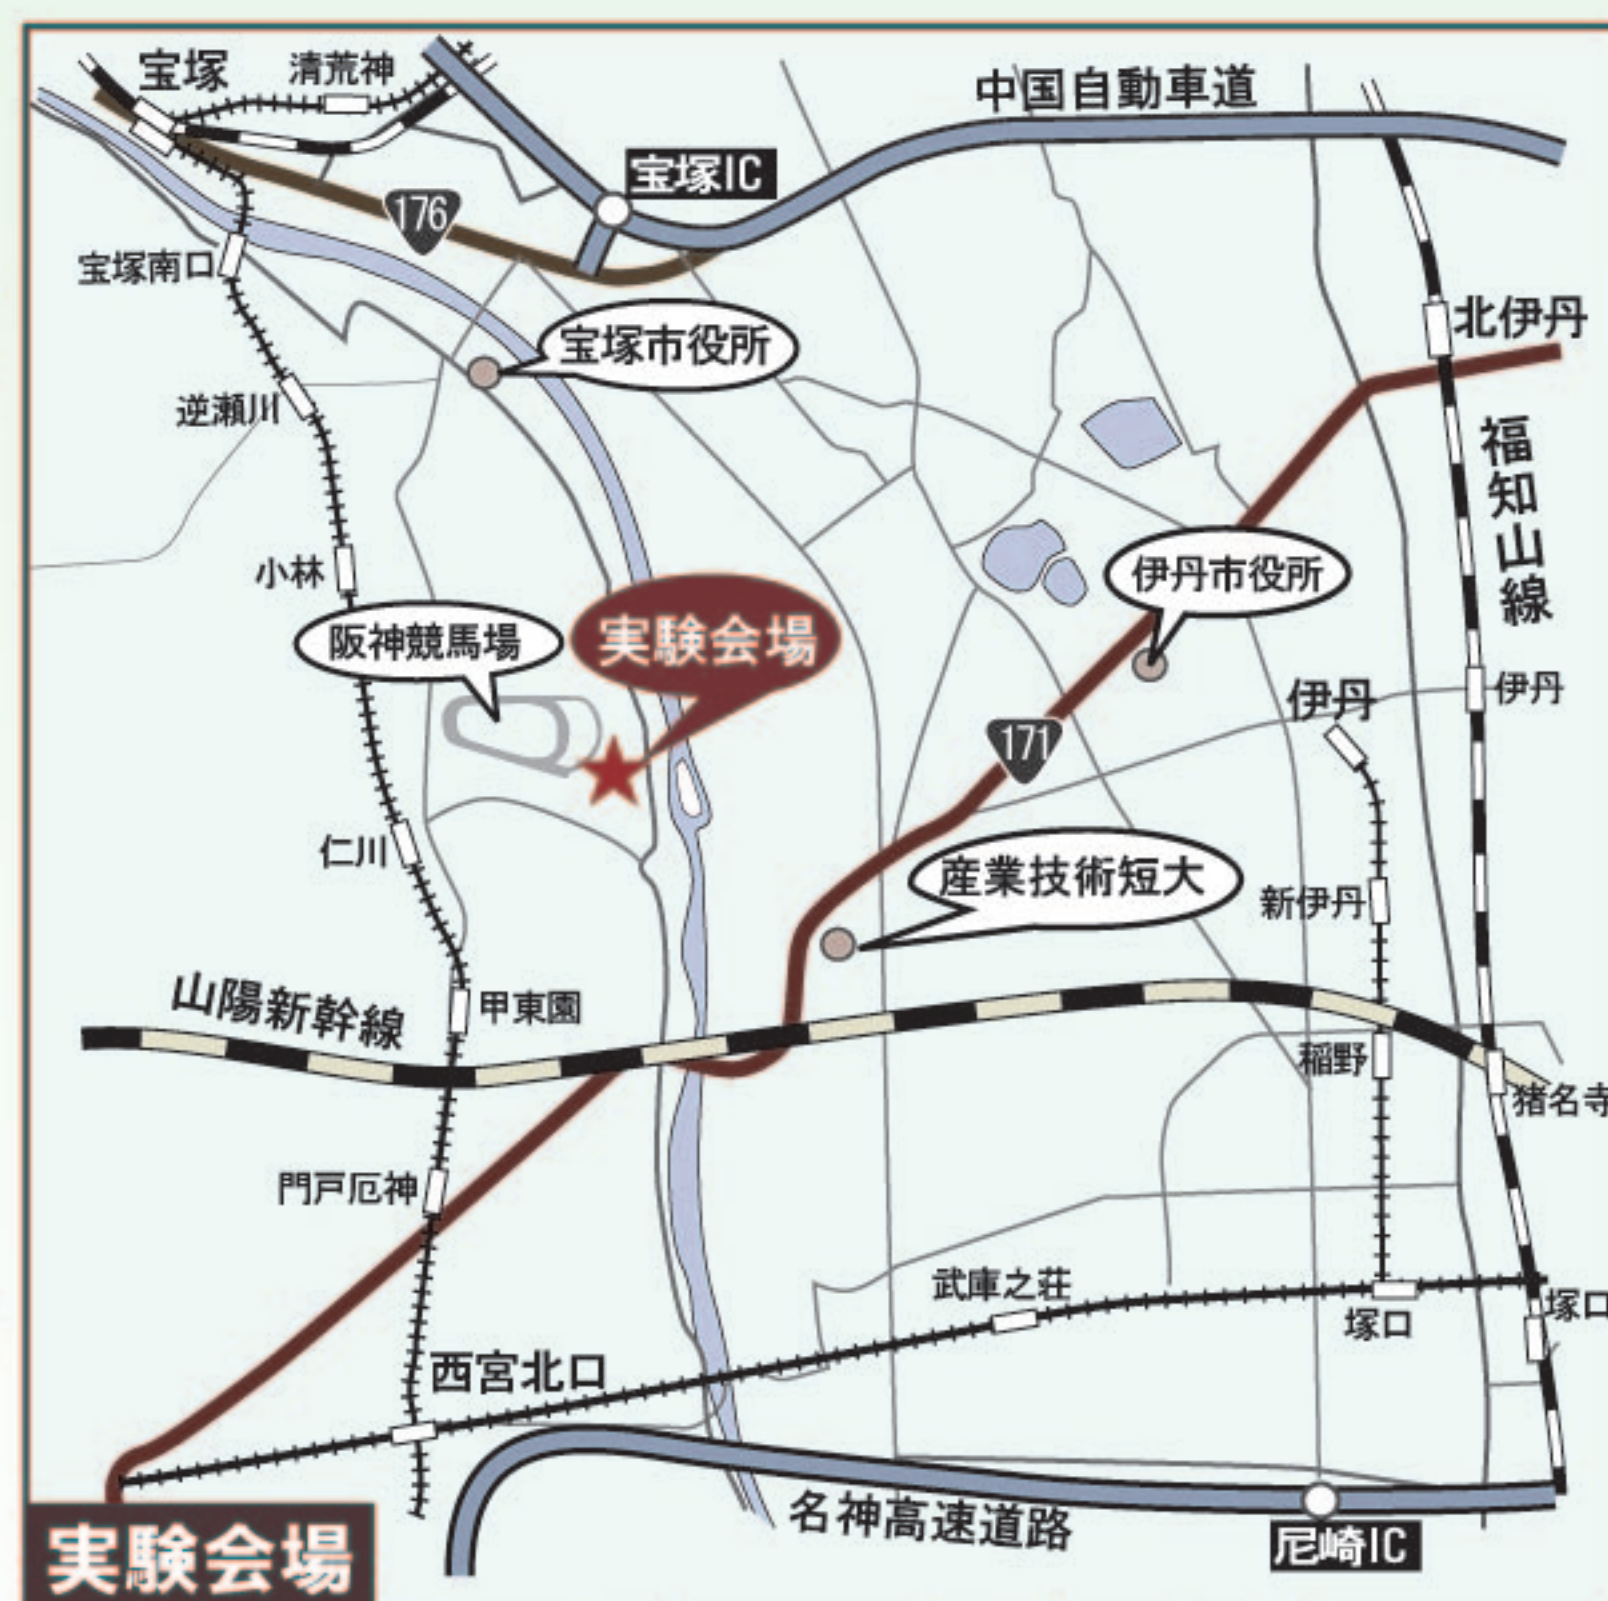 宝塚
清荒神
中国自動車道
宝塚IC
176
宝塚南口
北伊丹
宝塚市役所
逆瀬川
福知山線
伊丹市役所
小林
阪神競馬場
実験会場
伊丹
伊丹
171
仁川
産業技術短大
新伊丹
山陽新幹線
甲東園
稲野
猪名寺
門戸厄神
武庫之荘
塚口
塚口
西宮北口
名神高速道路
尼崎IC
実験会場